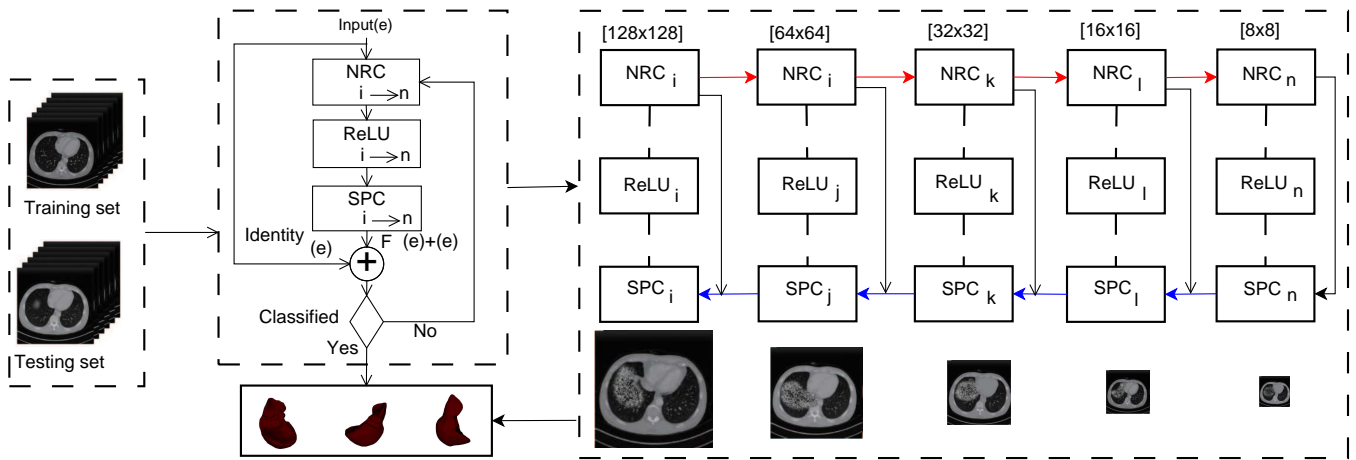 Training set
Testing set
Input(e)
NRC
i → n
ReLU
i → n
SPC
i → n
Identity
(e)
F (e)+(e)
+
Classified
No
Yes
[128x128] [64x64] [32x32] [16x16] [8x8]
NRC i NRC i NRC k NRC l NRC n
ReLU i ReLU j ReLU k ReLU l ReLU n
SPC i SPC j SPC k SPC l SPC n